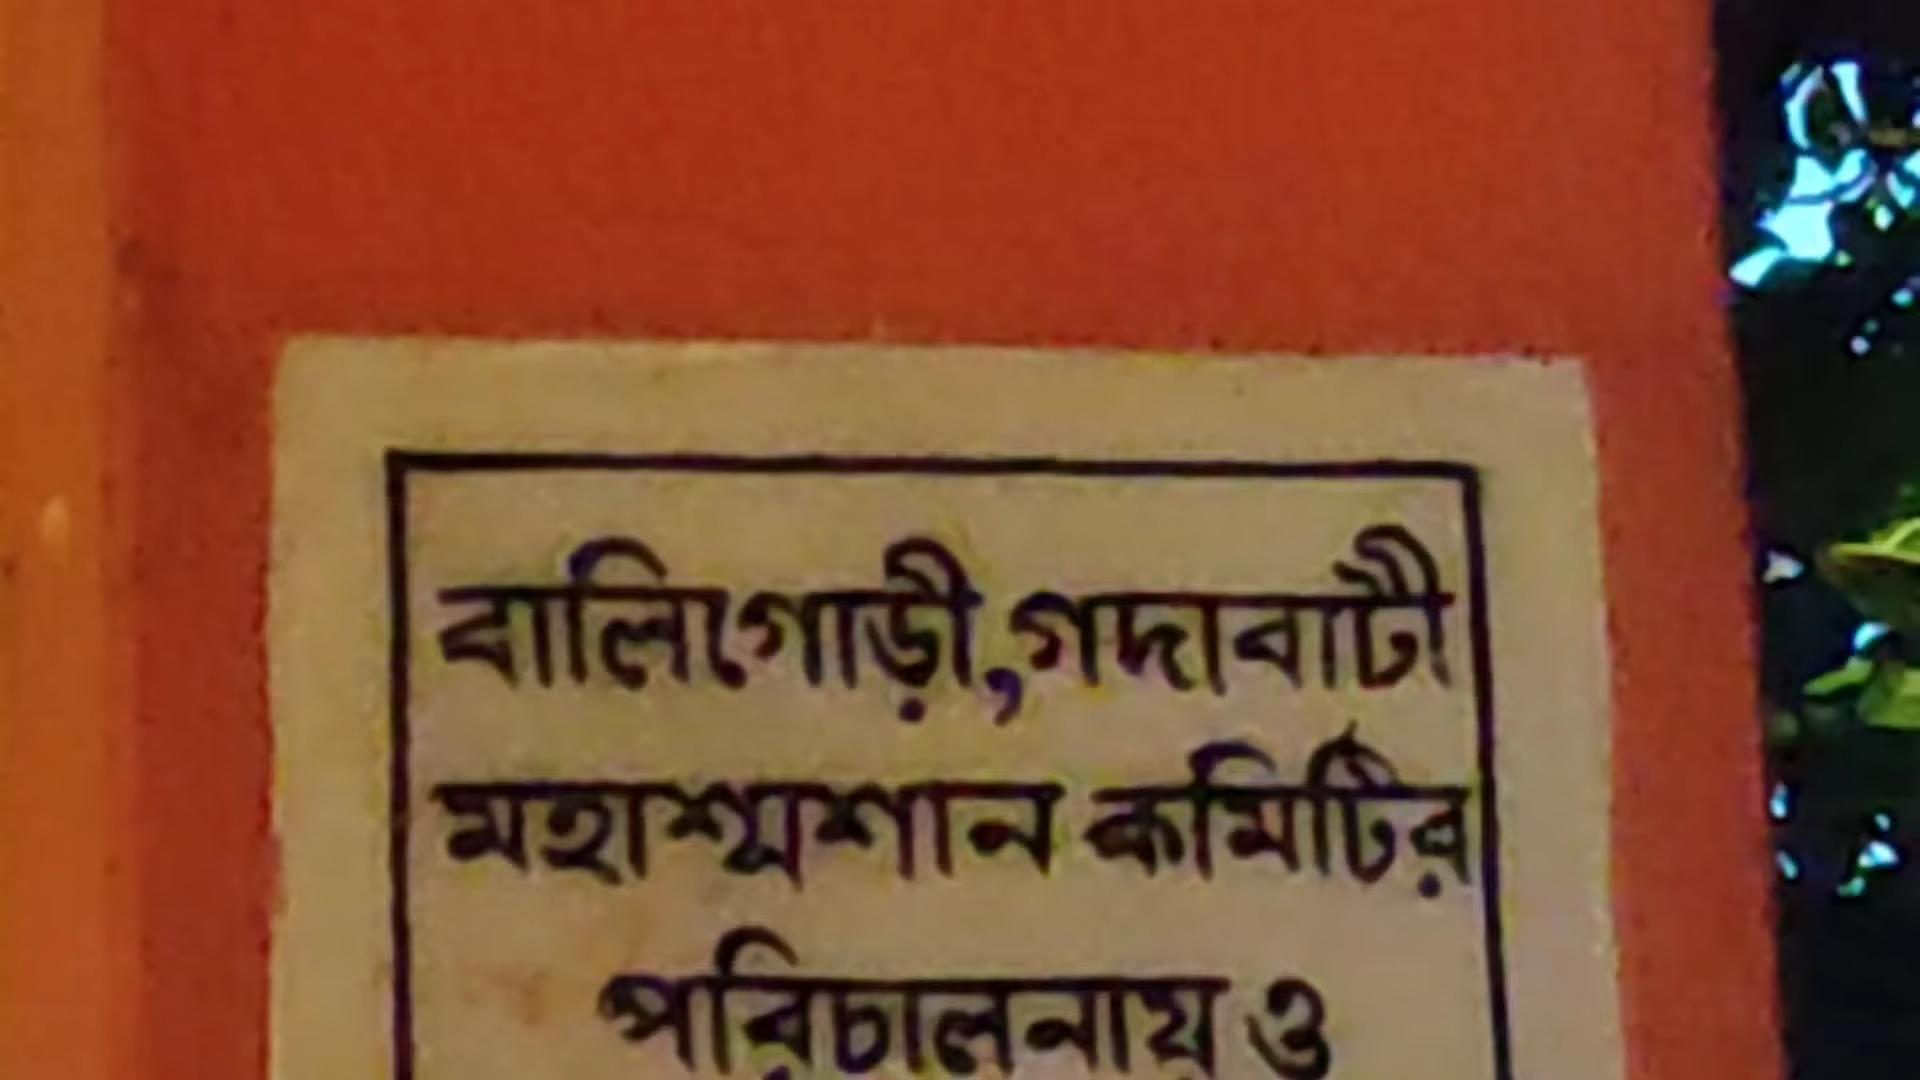 বালিগোড়ী, গদাবাটী
মহাশ্মশান কমিটির
পরিচালনায় ও